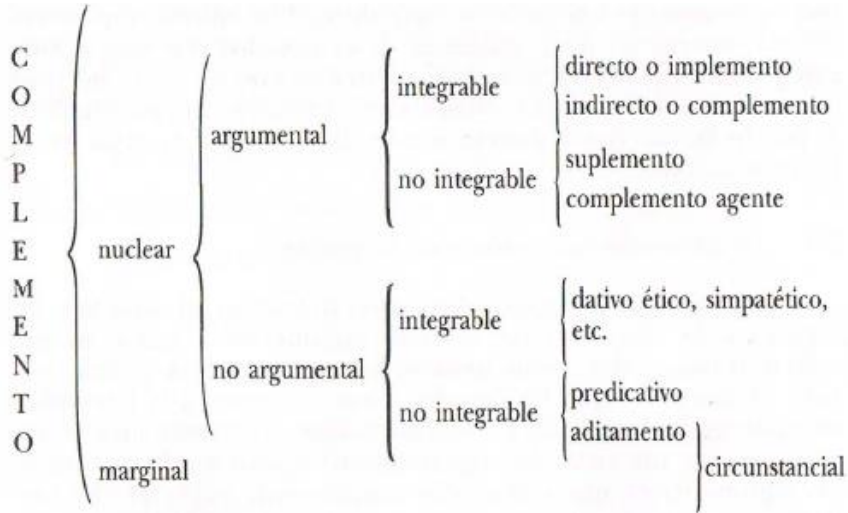 COMPLEMENTO
nuclear
argumental
integrable
directo o implemento
indirecto o complemento
no integrable
suplemento
complemento agente
no argumental
integrable
dativo ético, simpatético,
etc.
no integrable
predicativo
aditamento
marginal
circunstancial